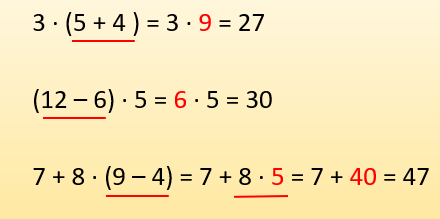 3 · (5 + 4 ) = 3 · 9 = 27
(12 – 6) · 5 = 6 · 5 = 30
7 + 8 · (9 – 4) = 7 + 8 · 5 = 7 + 40 = 47